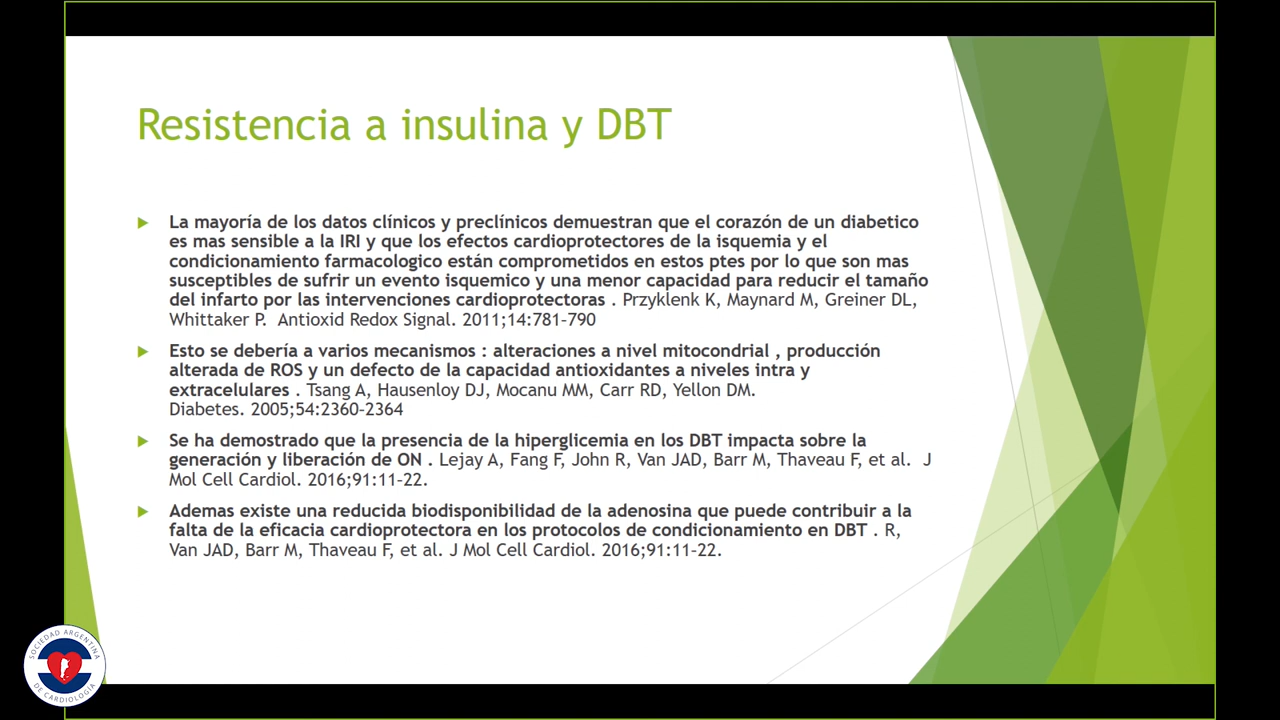 Resistencia a insulina y DBT
La mayoría de los datos clínicos y preclínicos demuestran que el corazón de un diabetico
es mas sensible a la IRI y que los efectos cardioprotectores de la isquemia y el
condicionamiento farmacologico están comprometidos en estos ptes por lo que son mas
susceptibles de sufrir un evento isquemico y una menor capacidad para reducir el tamaño
del infarto por las intervenciones cardioprotectoras . Przyklenk K, Maynard M, Greiner DL,
Whittaker P.  Antioxid Redox Signal. 2011;14:781–790
Esto se debería a varios mecanismos : alteraciones a nivel mitocondrial , producción
alterada de ROS y un defecto de la capacidad antioxidantes a niveles intra y
extracelulares . Tsang A, Hausenloy DJ, Mocanu MM, Carr RD, Yellon DM.
Diabetes. 2005;54:2360–2364
Se ha demostrado que la presencia de la hiperglicemia en los DBT impacta sobre la
generación y liberación de ON . Lejay A, Fang F, John R, Van JAD, Barr M, Thaveau F, et al.  J
Mol Cell Cardiol. 2016;91:11–22.
Ademas existe una reducida biodisponibilidad de la adenosina que puede contribuir a la
falta de la eficacia cardioprotectora en los protocolos de condicionamiento en DBT . R,
Van JAD, Barr M, Thaveau F, et al. J Mol Cell Cardiol. 2016;91:11–22.
SOCIEDAD ARGENTINA
DE CARDIOLOGÍA